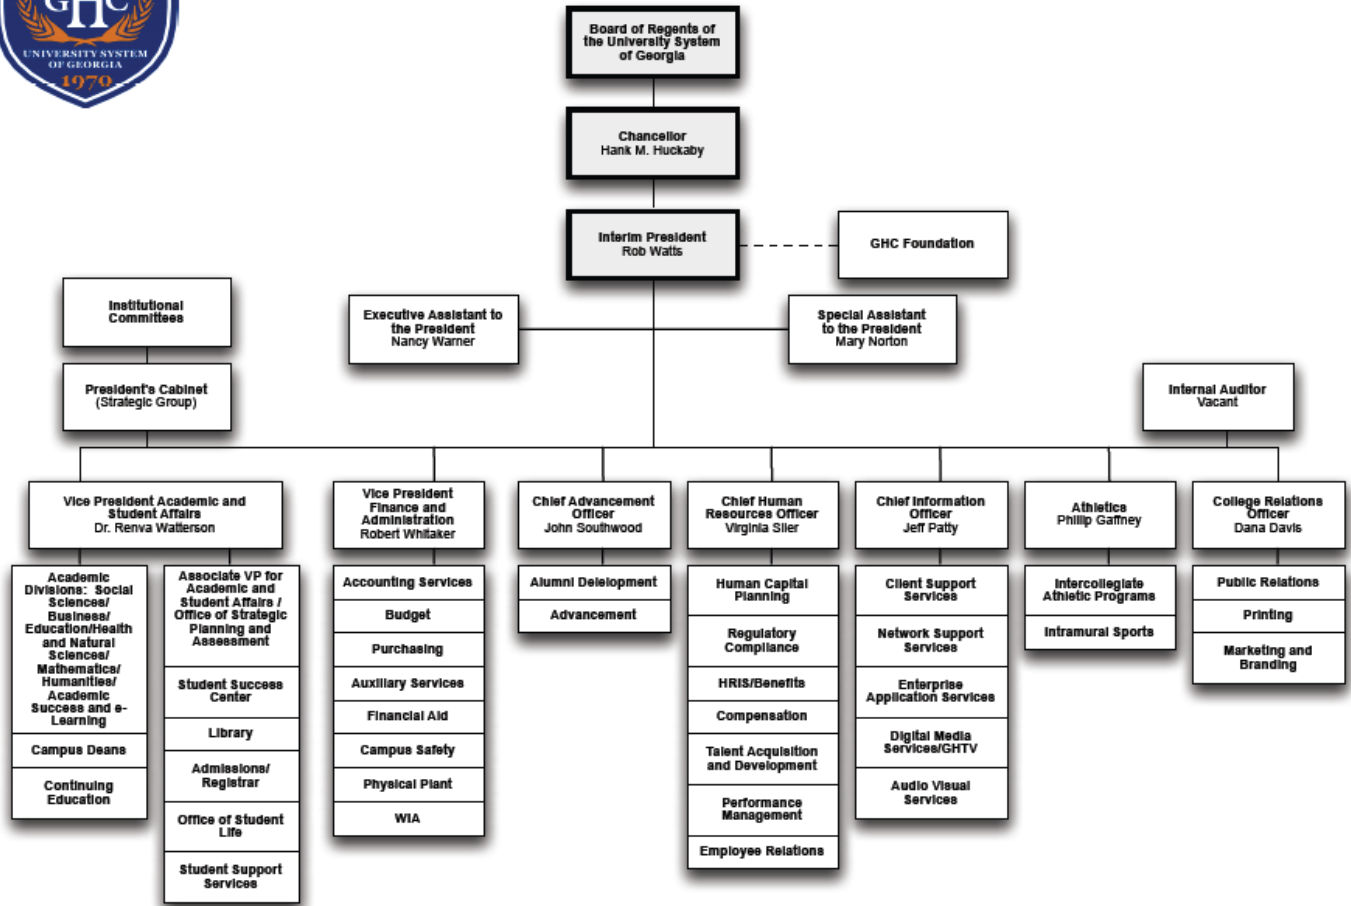 GHC
UNIVERSITY SYSTEM
OF GEORGIA
1970
Board of Regents of
the University System
of Georgia
Chancellor
Hank M. Huckaby
Interim President
Rob Watts
GHC Foundation
Institutional
Committees
Executive Assistant to
the President
Nancy Warner
Special Assistant
to the President
Mary Norton
President's Cabinet
(Strategic Group)
Internal Auditor
Vacant
Vice President Academic and
Student Affairs
Dr. Renva Watterson
Vice President
Finance and
Administration
Robert Whitaker
Chief Advancement
Officer
John Southwood
Chief Human
Resources Officer
Virginia Siler
Chief Information
Officer
Jeff Patty
Athletics
Phillip Gaffney
College Relations
Officer
Dana Davis
Academic
Divisions: Social
Sciences/
Business/
Education/Health
and Natural
Sciences/
Mathematics/
Humanities/
Academic
Success and e-
Learning
Campus Deans
Continuing
Education
Associate VP for
Academic and
Student Affairs /
Office of Strategic
Planning and
Assessment
Student Success
Center
Library
Admissions/
Registrar
Office of Student
Life
Student Support
Services
Accounting Services
Budget
Purchasing
Auxiliary Services
Financial Aid
Campus Safety
Physical Plant
WIA
Alumni Delelopment
Advancement
Human Capital
Planning
Regulatory
Compliance
HRIS/Benefits
Compensation
Talent Acquisition
and Development
Performance
Management
Employee Relations
Client Support
Services
Network Support
Services
Enterprise
Application Services
Digital Media
Services/GHTV
Audio Visual
Services
Intercollegiate
Athletic Programs
Intramural Sports
Public Relations
Printing
Marketing and
Branding